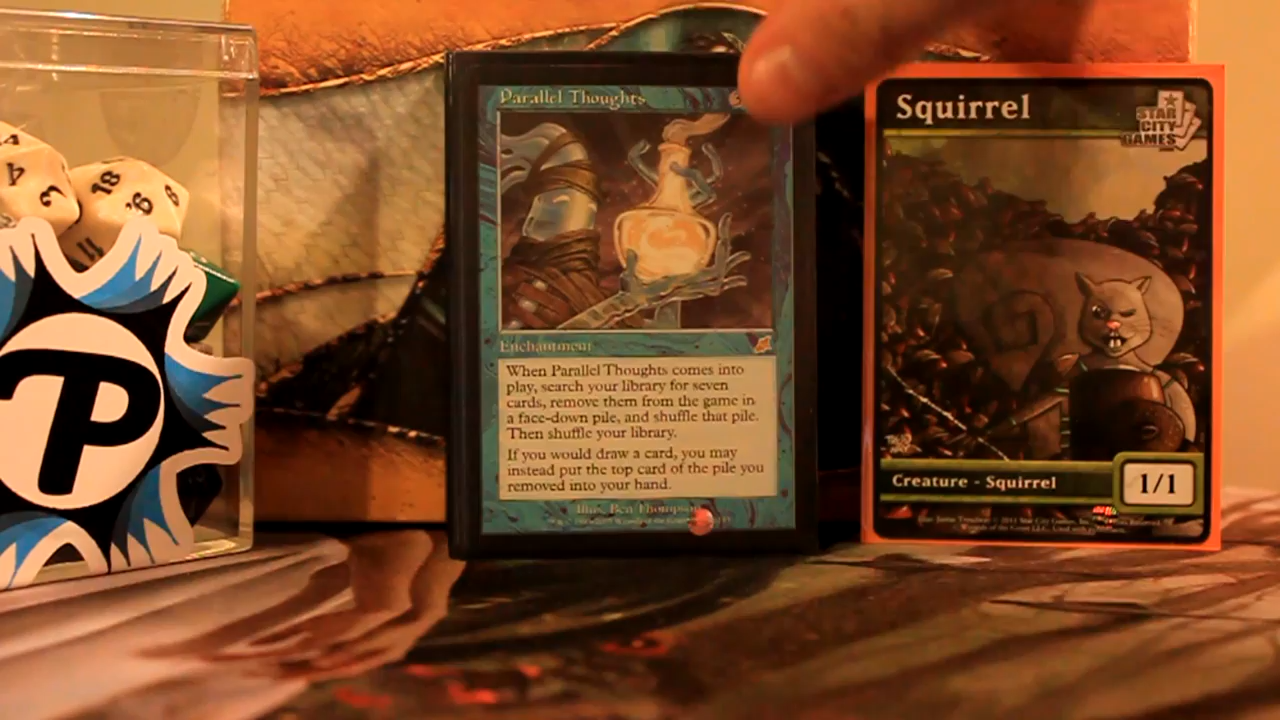 Parallel Thoughts
Enchantment
When Parallel Thoughts comes into
play, search your library for seven
cards, remove them from the game in
a face-down pile, and shuffle that pile.
Then shuffle your library.
If you would draw a card, you may
instead put the top card of the pile you
removed into your hand.
Illus. Ben Thompson
Squirrel
STAR
CITY
GAMES
Creature - Squirrel
1/1
4
4
18
6
11
P